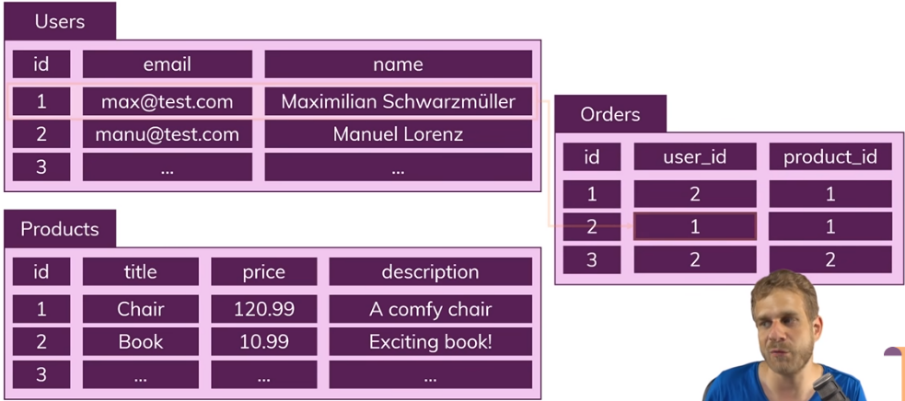 Users
id email name
1 max@test.com Maximilian Schwarzmüller
2 manu@test.com Manuel Lorenz
3 ... ...
Orders
id user_id product_id
1 2 1
2 1 1
3 2 2
Products
id title price description
1 Chair 120.99 A comfy chair
2 Book 10.99 Exciting book!
3 ... ... ...